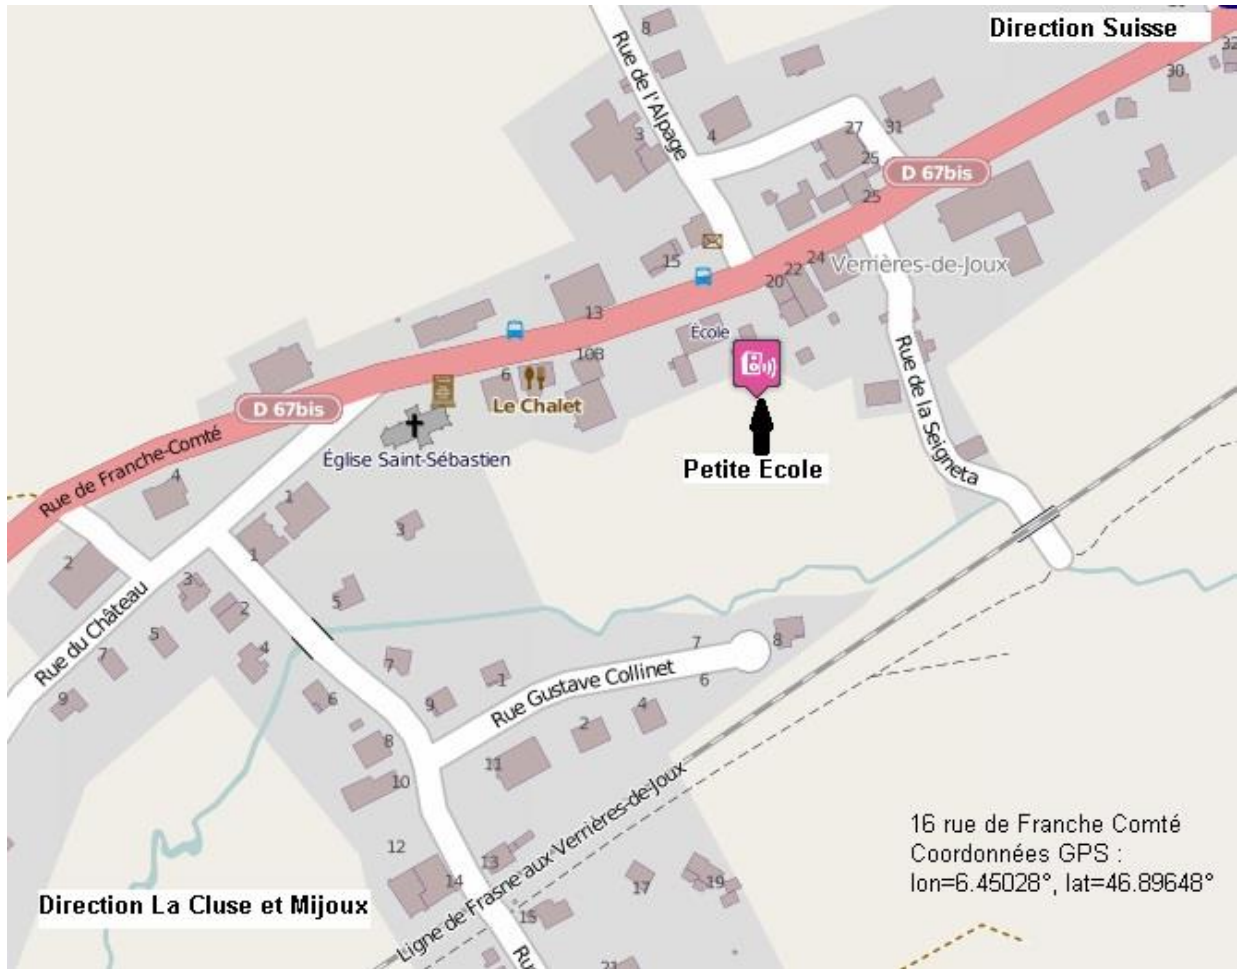 Direction Suisse
8
Rue de l'Alpage
32
30
3
4
27
31
25
D 67bis
25
15
24
22
20
Verrières-de-Joux
13
École
10B
6
Le Chalet
D 67bis
Église Saint-Sébastien
Petite Ecole
Rue de la Seigneta
Rue de Franche-Comté
4
1
3
2
1
3
5
2
5
7
4
Rue du Château
9
7
7
8
1
Rue Gustave Collinet
6
6
9
4
2
8
11
10
Ligne de Frasne aux Verrières-de-Joux
16 rue de Franche Comté
Coordonnées GPS :
lon=6.45028°, lat=46.89648°
12
13
14
17
19
Direction La Cluse et Mijoux
15
21